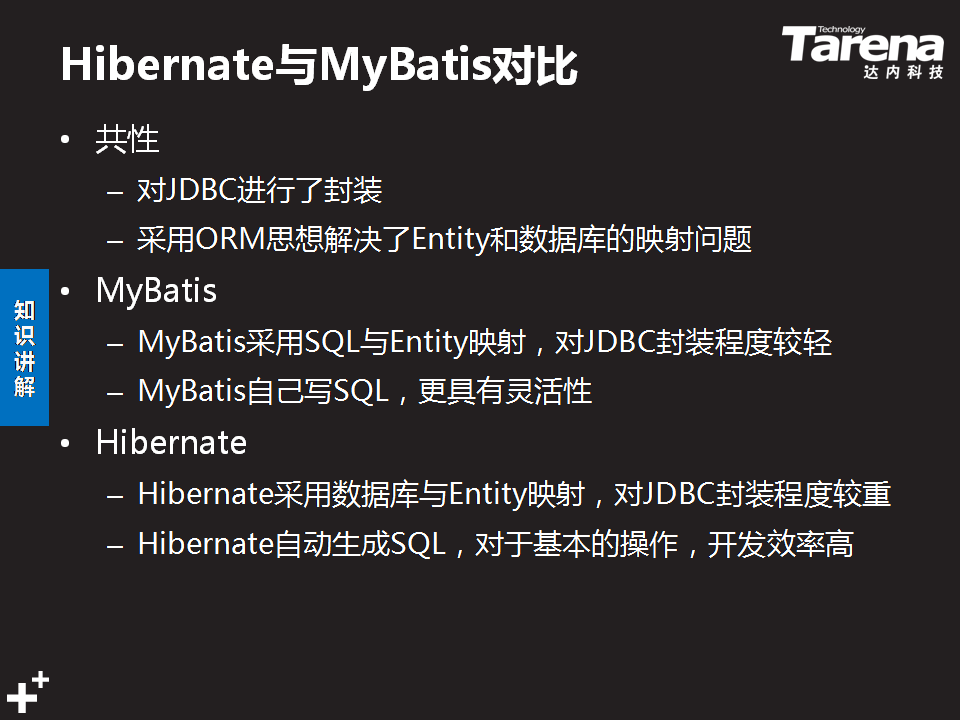 Hibernate与MyBatis对比
Technology
Tarena
达内科技
• 共性
– 对JDBC进行了封装
– 采用ORM思想解决了Entity和数据库的映射问题
• MyBatis
– MyBatis采用SQL与Entity映射，对JDBC封装程度较轻
– MyBatis自己写SQL，更具有灵活性
• Hibernate
– Hibernate采用数据库与Entity映射，对JDBC封装程度较重
– Hibernate自动生成SQL，对于基本的操作，开发效率高
知识讲解